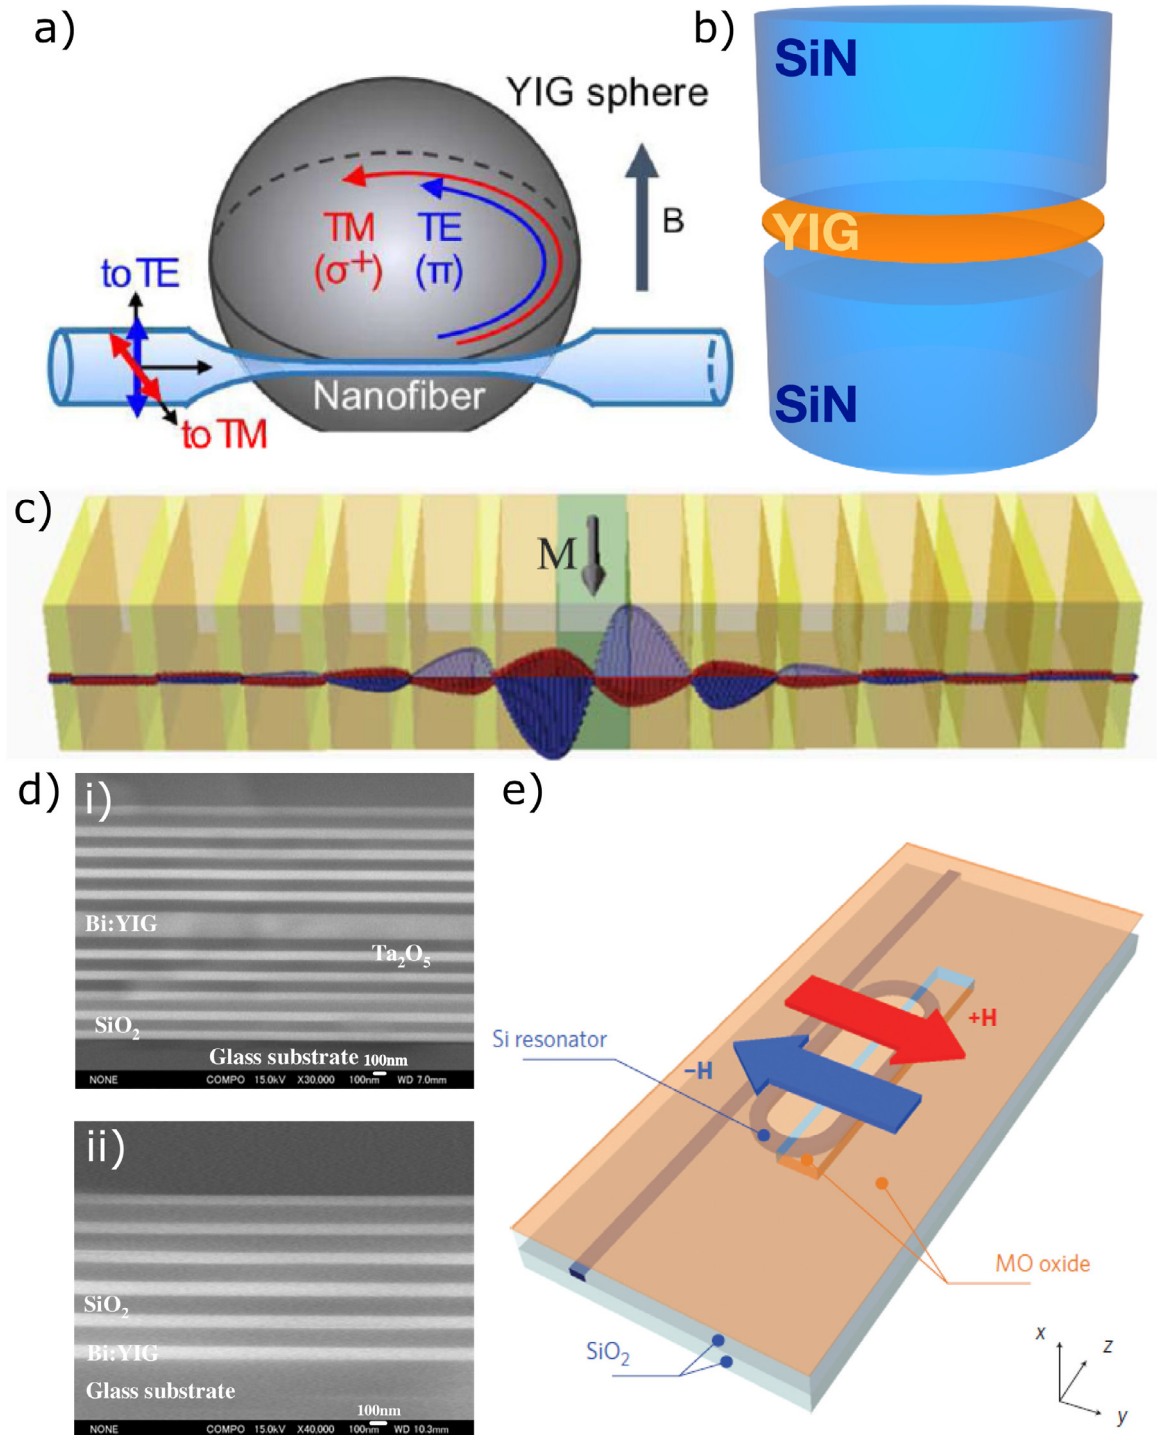 a)
YIG sphere
B
TM
(σ⁺)
TE
(π)
to TE
Nanofiber
to TM
b)
SiN
YIG
SiN
c)
M
d)
i)
Bi:YIG
Ta₂O₅
SiO₂
Glass substrate 100nm
NONE COMPO 15.0kV X30,000 100nm WD 7.0mm
ii)
SiO₂
Bi:YIG
Glass substrate
100nm
NONE COMPO 15.0kV X40,000 100nm WD 10.3mm
e)
+H
Si resonator
−H
MO oxide
SiO₂
x
z
y